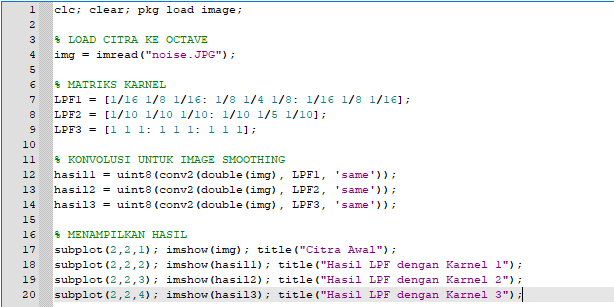 1 clc; clear; pkg load image;
2
3 % LOAD CITRA KE OCTAVE
4 img = imread("noise.JPG");
5
6 % MATRIKS KARNEL
7 LPF1 = [1/16 1/8 1/16: 1/8 1/4 1/8: 1/16 1/8 1/16];
8 LPF2 = [1/10 1/10 1/10: 1/10 1/5 1/10];
9 LPF3 = [1 1 1: 1 1 1: 1 1 1];
10
11 % KONVOLUSI UNTUK IMAGE SMOOTHING
12 hasil1 = uint8(conv2(double(img), LPF1, 'same'));
13 hasil2 = uint8(conv2(double(img), LPF2, 'same'));
14 hasil3 = uint8(conv2(double(img), LPF3, 'same'));
15
16 % MENAMPILKAN HASIL
17 subplot(2,2,1); imshow(img); title("Citra Awal");
18 subplot(2,2,2); imshow(hasil1); title("Hasil LPF dengan Karnel 1");
19 subplot(2,2,3); imshow(hasil2); title("Hasil LPF dengan Karnel 2");
20 subplot(2,2,4); imshow(hasil3); title("Hasil LPF dengan Karnel 3");